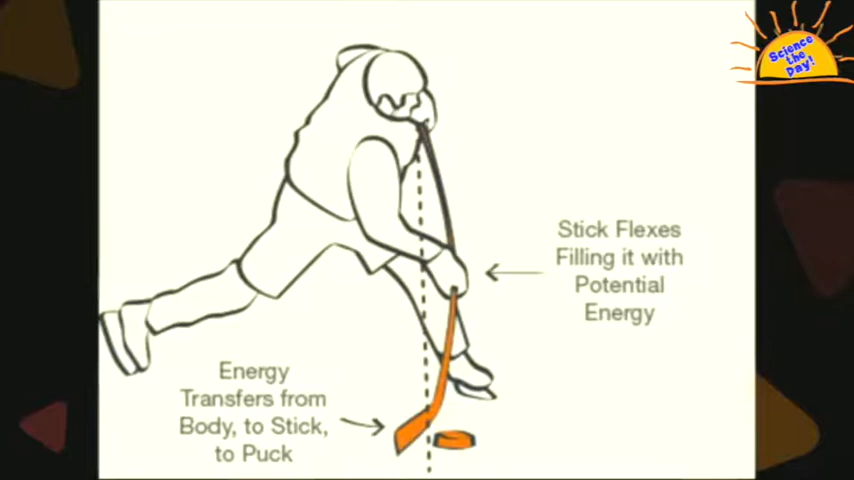 Science
the
Day!
Stick Flexes
Filling it with
Potential
Energy
Energy
Transfers from
Body, to Stick,
to Puck